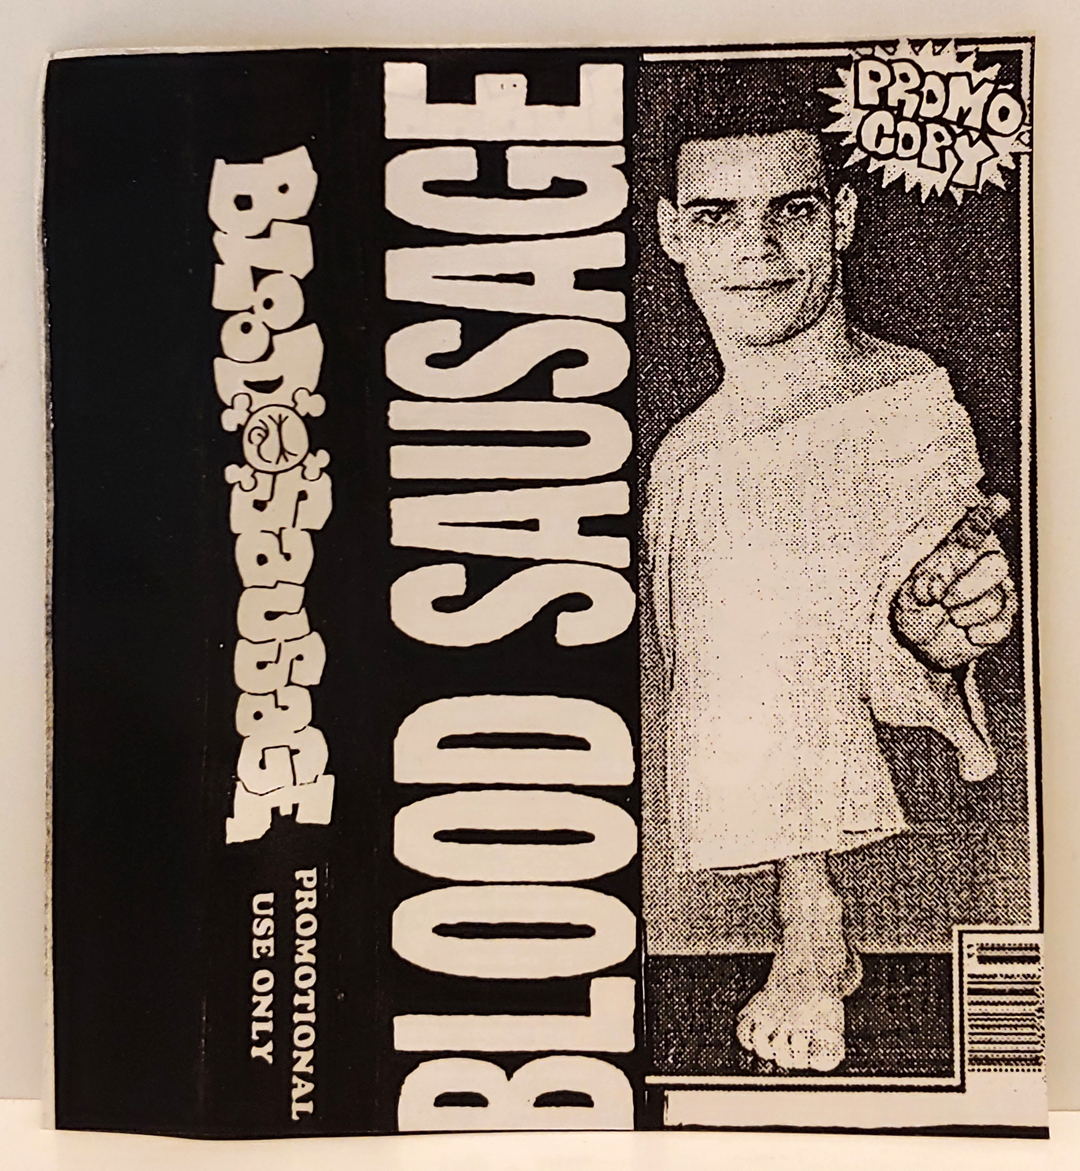 BLOOD SAUSAGE
PROMOTIONAL
USE ONLY
BLOOD SAUSAGE
PROMO
COPY